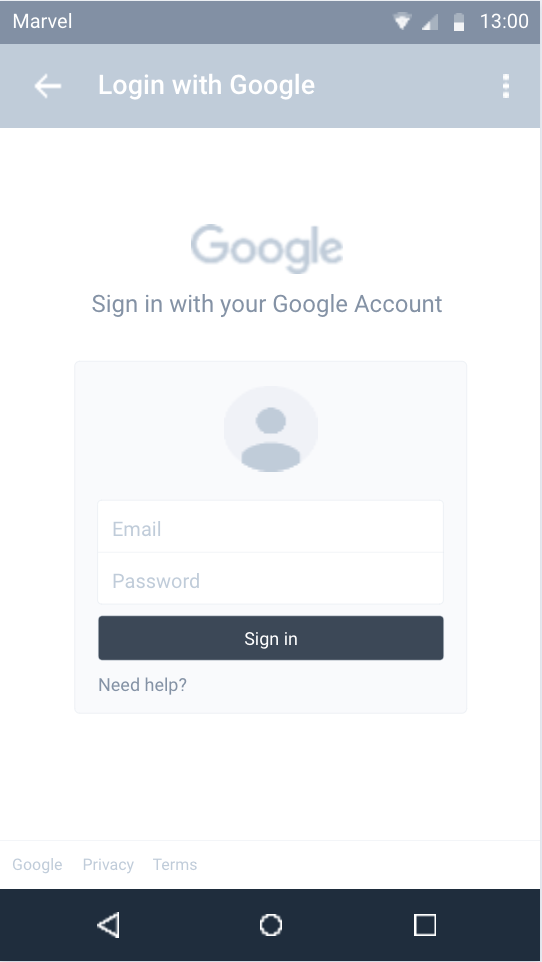 Marvel 13:00
Login with Google
Google
Sign in with your Google Account
Email
Password
Sign in
Need help?
Google Privacy Terms